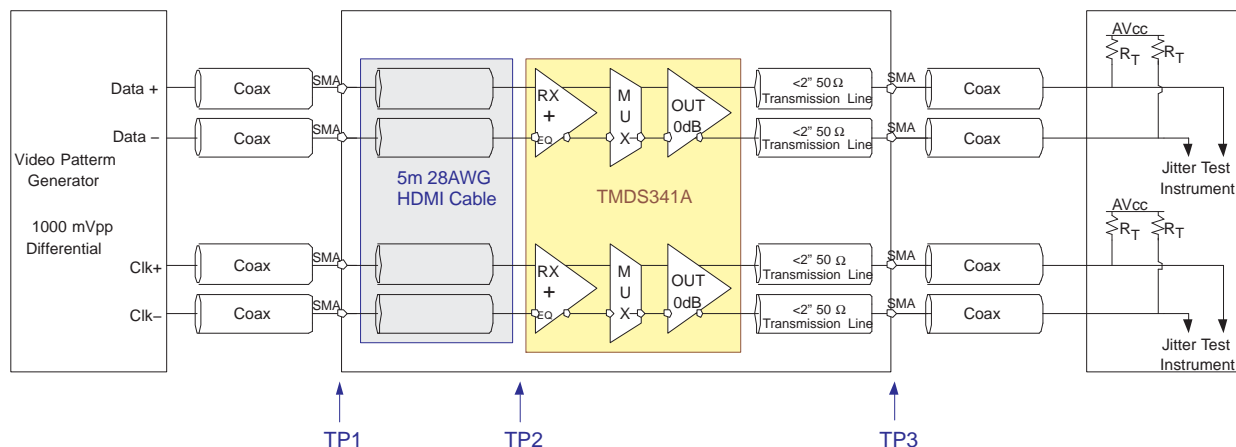 Video Patterm
Generator
1000 mVpp
Differential
Data +
Data −
Clk+
Clk−
Coax
Coax
Coax
Coax
SMA
SMA
SMA
SMA
5m 28AWG
HDMI Cable
RX
+
EQ
M
U
X
OUT
0dB
TMDS341A
RX
+
EQ
M
U
X
OUT
0dB
<2” 50 Ω
Transmission Line
<2” 50 Ω
Transmission Line
<2” 50 Ω
Transmission Line
<2” 50 Ω
Transmission Line
SMA
SMA
SMA
SMA
Coax
Coax
Coax
Coax
AVcc
RT
RT
Jitter Test
Instrument
AVcc
RT
RT
Jitter Test
Instrument
TP1
TP2
TP3